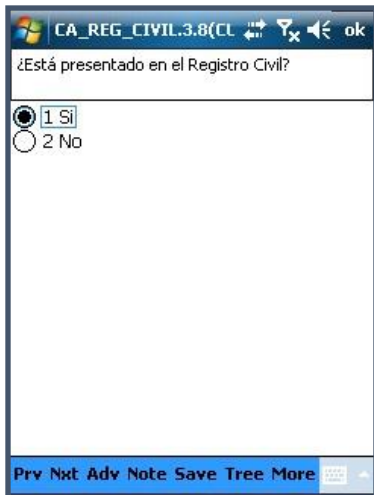 CA_REG_CIVIL.3.8(CL ok
¿Está presentado en el Registro Civil?
1 Si
2 No
Prv Nxt Adv Note Save Tree More